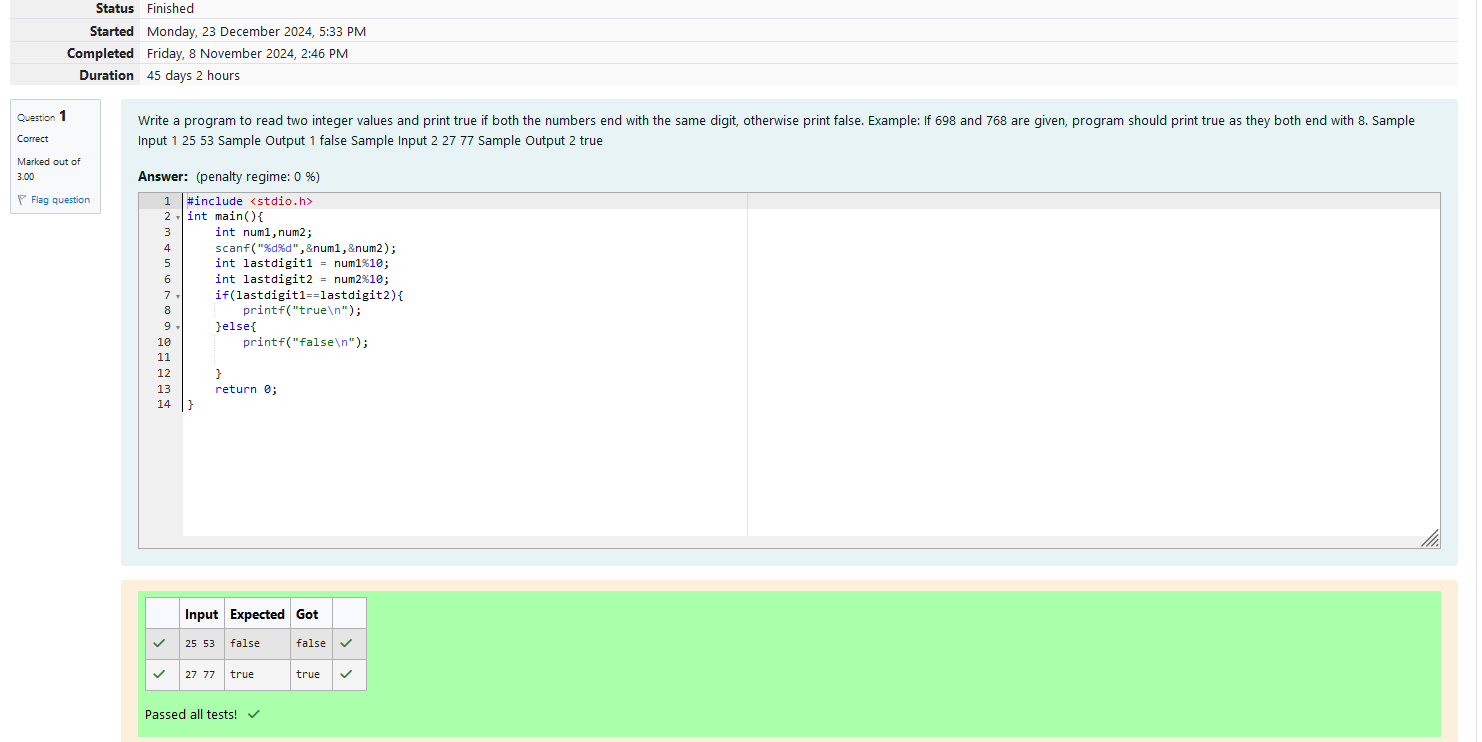 Status Finished
Started Monday, 23 December 2024, 5:33 PM
Completed Friday, 8 November 2024, 2:46 PM
Duration 45 days 2 hours
Question 1
Correct
Marked out of
3.00
Flag question
Write a program to read two integer values and print true if both the numbers end with the same digit, otherwise print false. Example: If 698 and 768 are given, program should print true as they both end with 8. Sample
Input 1 25 53 Sample Output 1 false Sample Input 2 27 77 Sample Output 2 true
Answer: (penalty regime: 0 %)
1 #include <stdio.h>
2 int main(){
3     int num1,num2;
4     scanf("%d%d",&num1,&num2);
5     int lastdigit1 = num1%10;
6     int lastdigit2 = num2%10;
7     if(lastdigit1==lastdigit2){
8         printf("true\n");
9     }else{
10         printf("false\n");
11
12     }
13     return 0;
14 }
Input Expected Got
25 53 false false
27 77 true true
Passed all tests!